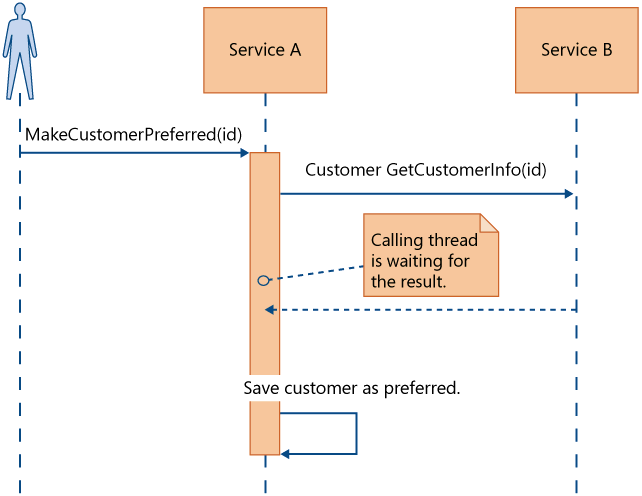 Service A
Service B
MakeCustomerPreferred(id)
Customer GetCustomerInfo(id)
Calling thread
is waiting for
the result.
Save customer as preferred.